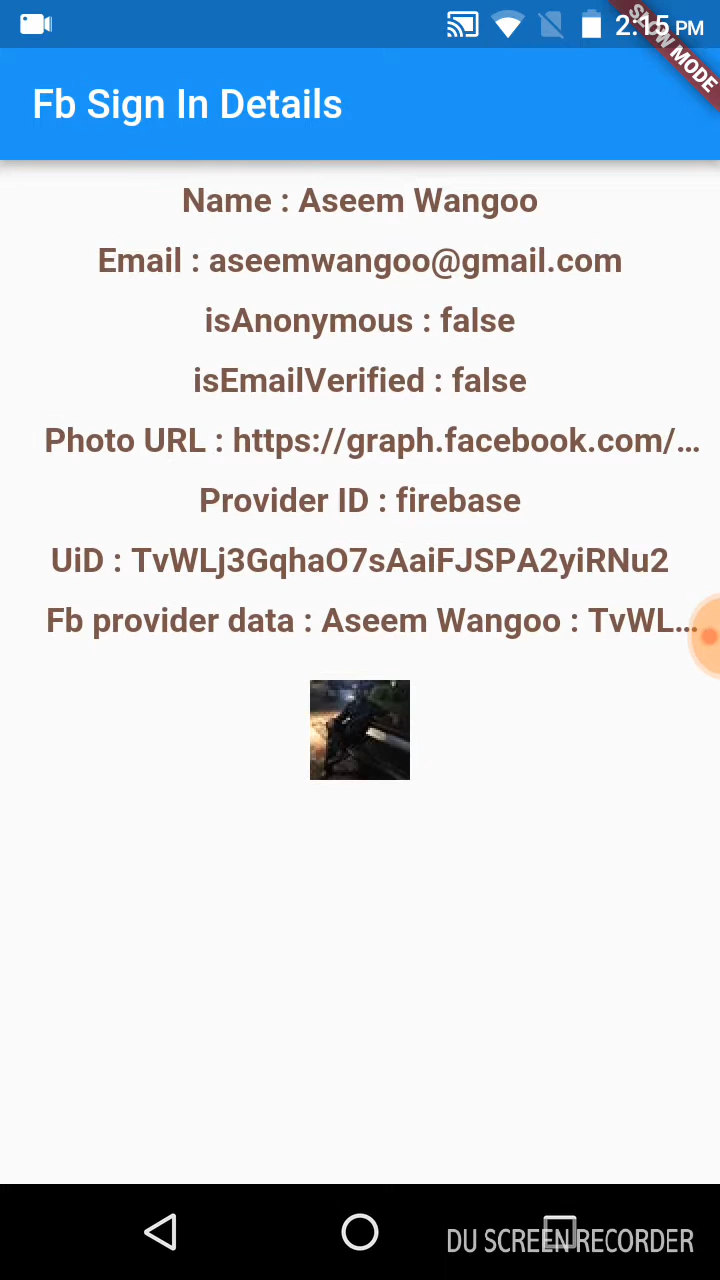 2:15 PM
SLOW MODE
Fb Sign In Details
Name : Aseem Wangoo
Email : aseemwangoo@gmail.com
isAnonymous : false
isEmailVerified : false
Photo URL : https://graph.facebook.com/...
Provider ID : firebase
UiD : TvWLj3GqhaO7sAaiFJSPA2yiRNu2
Fb provider data : Aseem Wangoo : TvWL...
DU SCREEN RECORDER